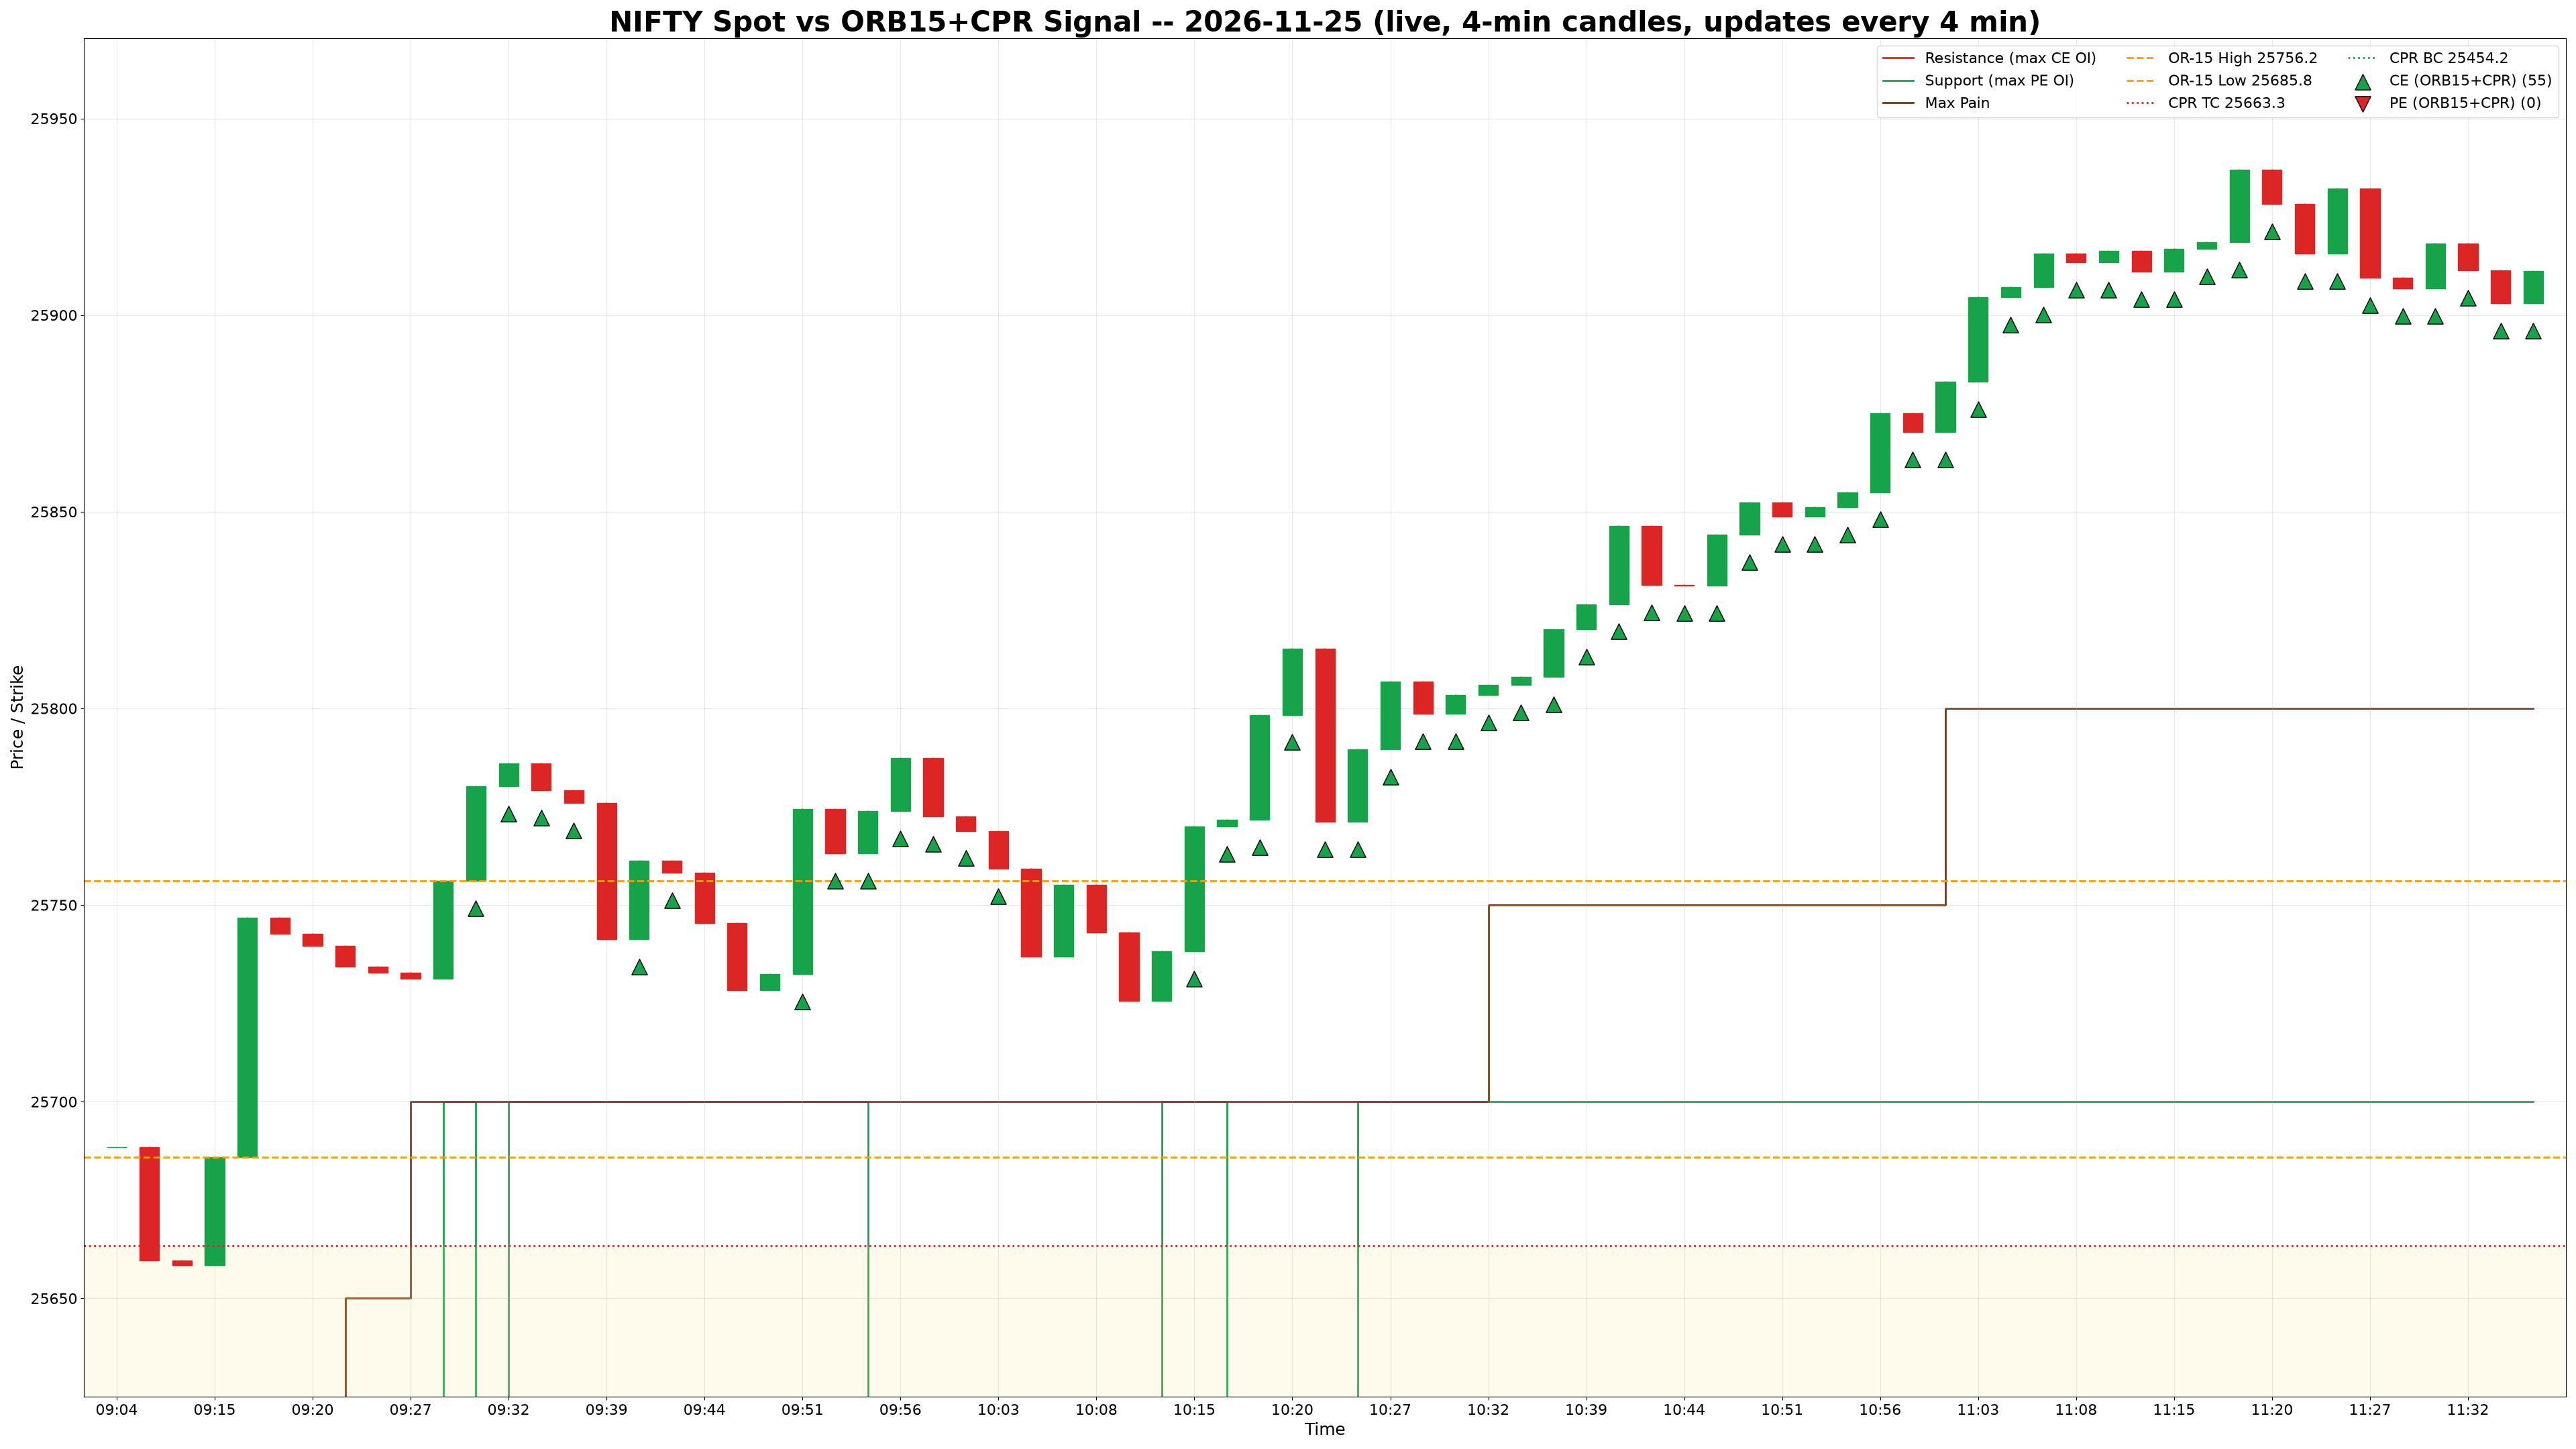 NIFTY Spot vs ORB15+CPR Signal -- 2026-11-25 (live, 4-min candles, updates every 4 min)
Resistance (max CE OI)
Support (max PE OI)
Max Pain
OR-15 High 25756.2
OR-15 Low 25685.8
CPR TC 25663.3
CPR BC 25454.2
CE (ORB15+CPR) (55)
PE (ORB15+CPR) (0)
Price / Strike
25950
25900
25850
25800
25750
25700
25650
09:04 09:15 09:20 09:27 09:32 09:39 09:44 09:51 09:56 10:03 10:08 10:15 10:20 10:27 10:32 10:39 10:44 10:51 10:56 11:03 11:08 11:15 11:20 11:27 11:32
Time